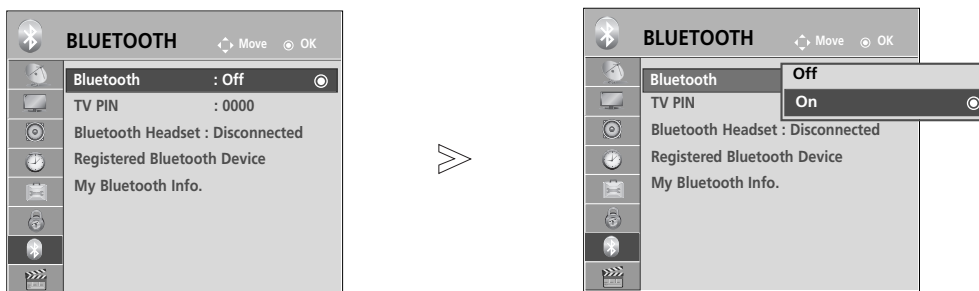 BLUETOOTH Move OK
Bluetooth : Off
TV PIN : 0000
Bluetooth Headset : Disconnected
Registered Bluetooth Device
My Bluetooth Info.
BLUETOOTH Move OK
Bluetooth
Off
On
TV PIN
Bluetooth Headset : Disconnected
Registered Bluetooth Device
My Bluetooth Info.